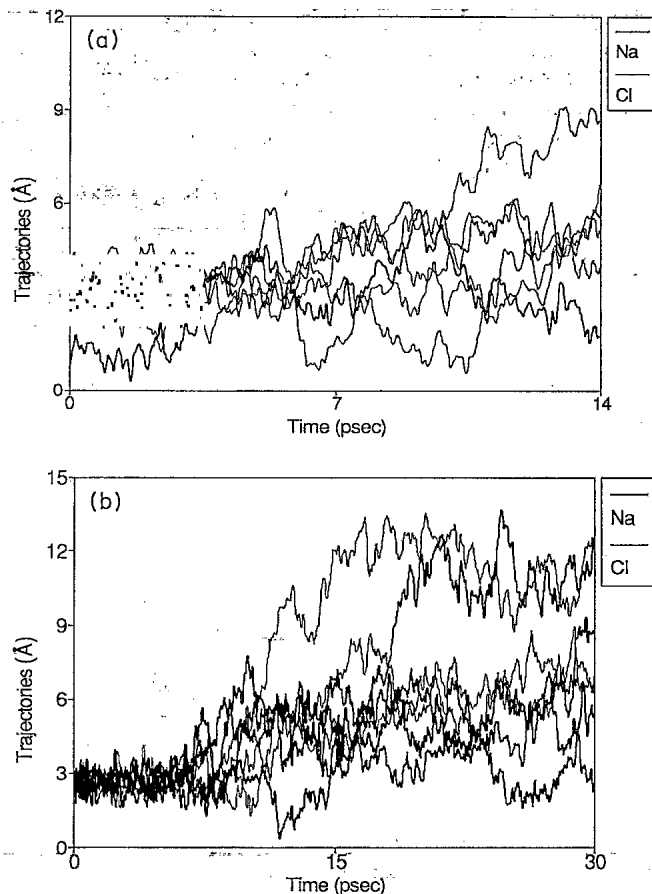 12
(a)
Na
Cl
9
6
3
0
Trajectories (Å)
0
7
14
Time (psec)
15
(b)
Na
Cl
12
9
6
3
0
Trajectories (Å)
0
15
30
Time (psec)